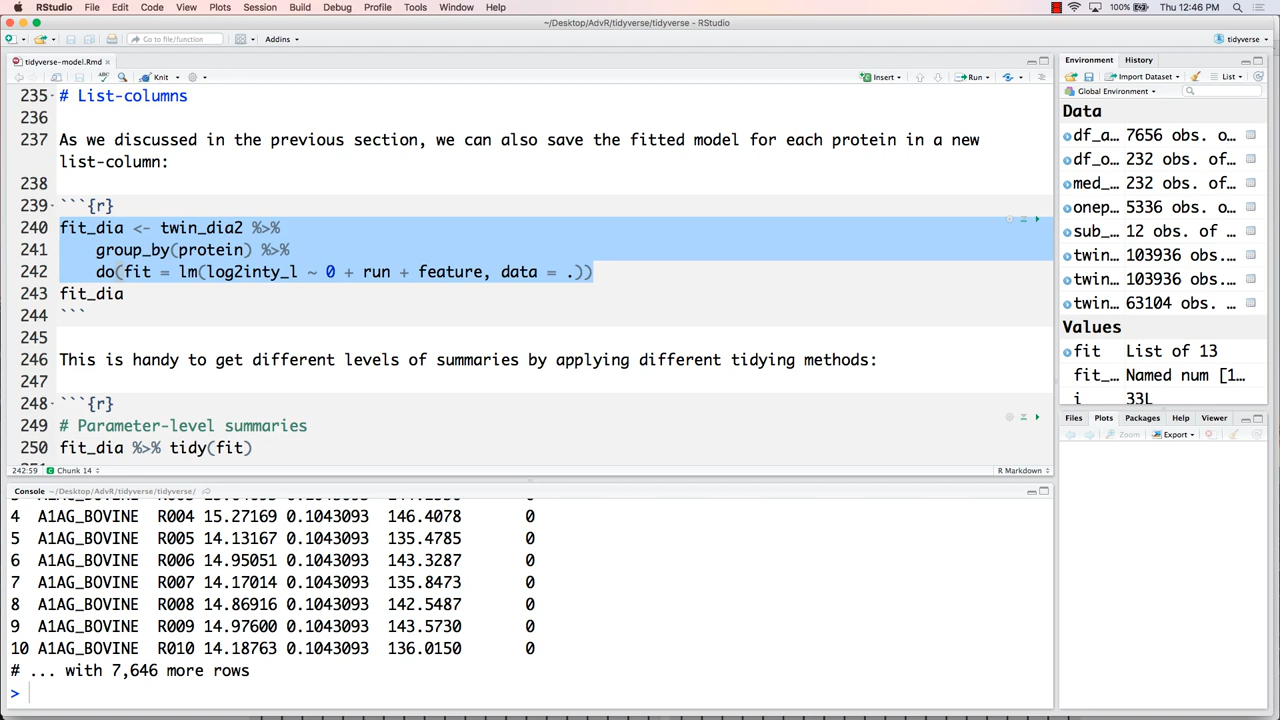 RStudio File Edit Code View Plots Session Build Debug Profile Tools Window Help 100% Thu 12:46 PM
~/Desktop/AdvR/tidyverse/tidyverse - RStudio
Go to file/function Addins tidyverse
tidyverse-model.Rmd
Knit Insert Run
235 # List-columns
236
237 As we discussed in the previous section, we can also save the fitted model for each protein in a new
list-column:
238
239 ```{r}
240 fit_dia <- twin_dia2 %>%
241 group_by(protein) %>%
242 do(fit = lm(log2inty_l ~ 0 + run + feature, data = .))
243 fit_dia
244 ```
245
246 This is handy to get different levels of summaries by applying different tidying methods:
247
248 ```{r}
249 # Parameter-level summaries
250 fit_dia %>% tidy(fit)
242:59 Chunk 14 R Markdown
Console ~/Desktop/AdvR/tidyverse/tidyverse/
4 A1AG_BOVINE R004 15.27169 0.1043093 146.4078 0
5 A1AG_BOVINE R005 14.13167 0.1043093 135.4785 0
6 A1AG_BOVINE R006 14.95051 0.1043093 143.3287 0
7 A1AG_BOVINE R007 14.17014 0.1043093 135.8473 0
8 A1AG_BOVINE R008 14.86916 0.1043093 142.5487 0
9 A1AG_BOVINE R009 14.97600 0.1043093 143.5730 0
10 A1AG_BOVINE R010 14.18763 0.1043093 136.0150 0
# ... with 7,646 more rows
>
Environment History
Import Dataset List
Global Environment
Data
df_a… 7656 obs. o…
df_o… 232 obs. of…
med_… 232 obs. of…
onep… 5336 obs. o…
sub_… 12 obs. of …
twin… 103936 obs.…
twin… 103936 obs.…
twin… 63104 obs. …
Values
fit List of 13
fit_… Named num [1…
i 33L
Files Plots Packages Help Viewer
Zoom Export